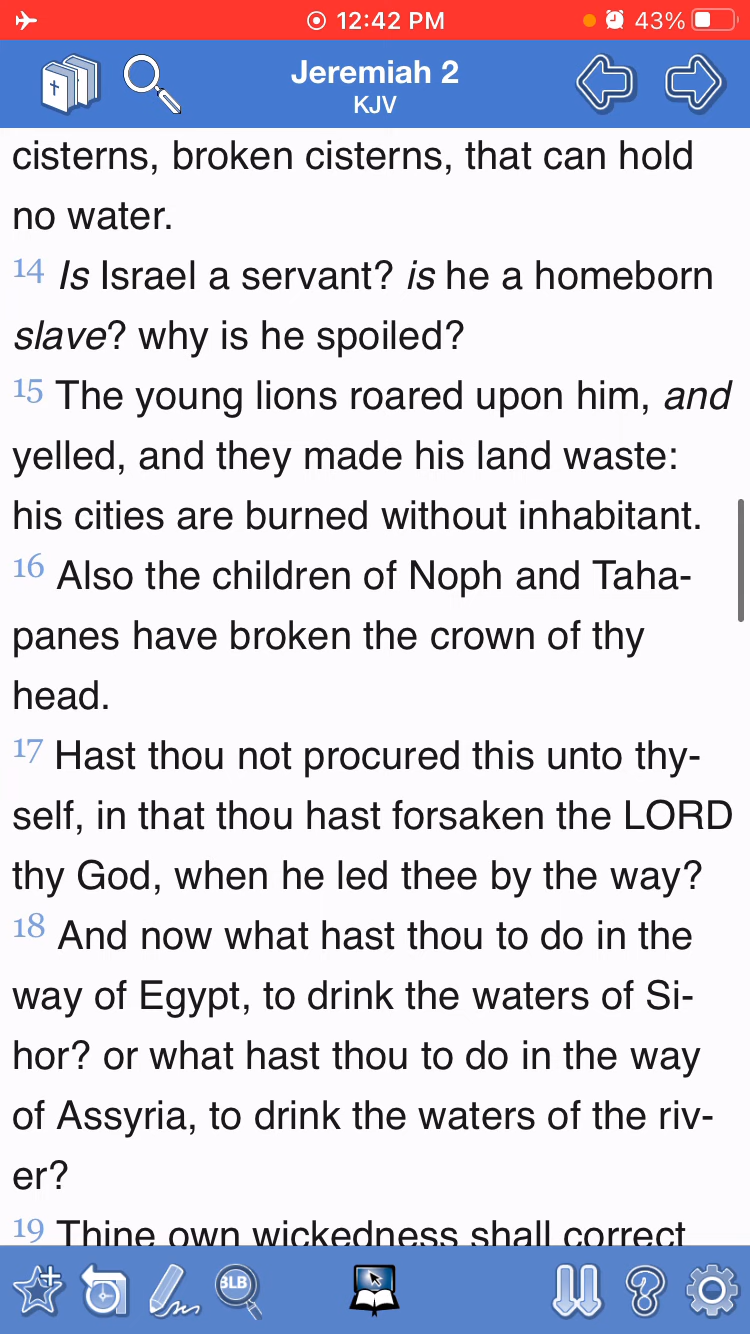 12:42 PM
43%
Jeremiah 2
KJV
cisterns, broken cisterns, that can hold
no water.
14 Is Israel a servant? is he a homeborn
slave? why is he spoiled?
15 The young lions roared upon him, and
yelled, and they made his land waste:
his cities are burned without inhabitant.
16 Also the children of Noph and Taha-
panes have broken the crown of thy
head.
17 Hast thou not procured this unto thy-
self, in that thou hast forsaken the LORD
thy God, when he led thee by the way?
18 And now what hast thou to do in the
way of Egypt, to drink the waters of Si-
hor? or what hast thou to do in the way
of Assyria, to drink the waters of the riv-
er?
19 Thine own wickedness shall correct
BLB